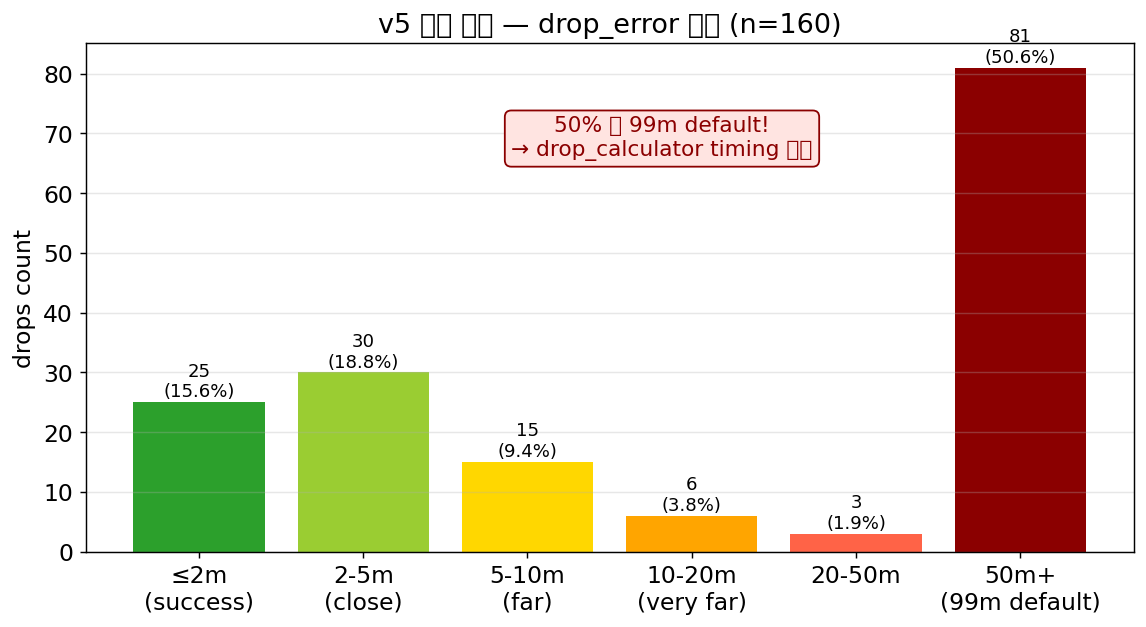 v5 — drop_error (n=160)
81
(50.6%)
50% 99m default!
→ drop_calculator timing
drops count
80
70
60
50
40
30
20
10
0
30
(18.8%)
25
(15.6%)
15
(9.4%)
6
(3.8%)
3
(1.9%)
≤2m
(success)
2-5m
(close)
5-10m
(far)
10-20m
(very far)
20-50m
50m+
(99m default)